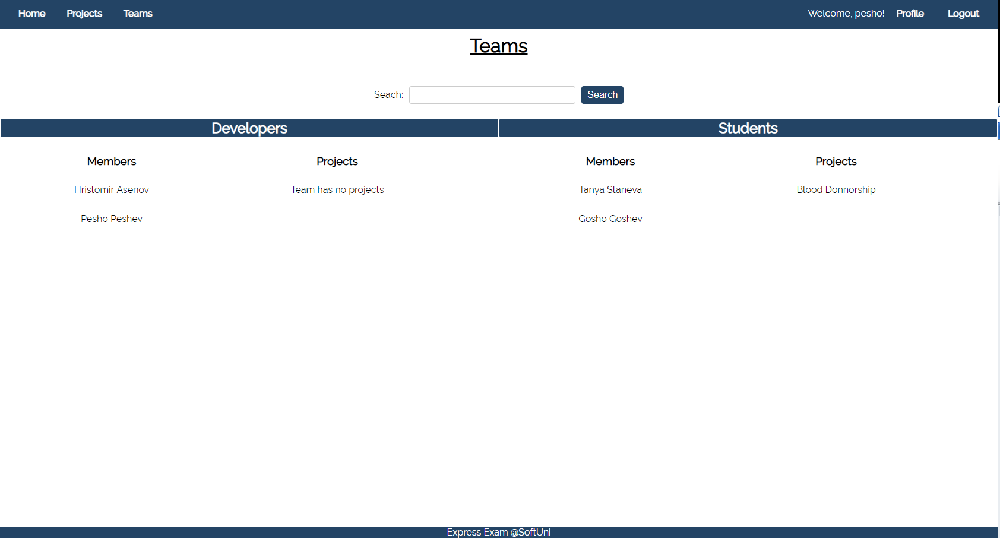 Home Projects Teams Welcome, pesho! Profile Logout
Teams
Seach: Search
Developers Students
Members Projects Members Projects
Hristomir Asenov Team has no projects Tanya Staneva Blood Donnorship
Pesho Peshev Gosho Goshev
Express Exam @SoftUni